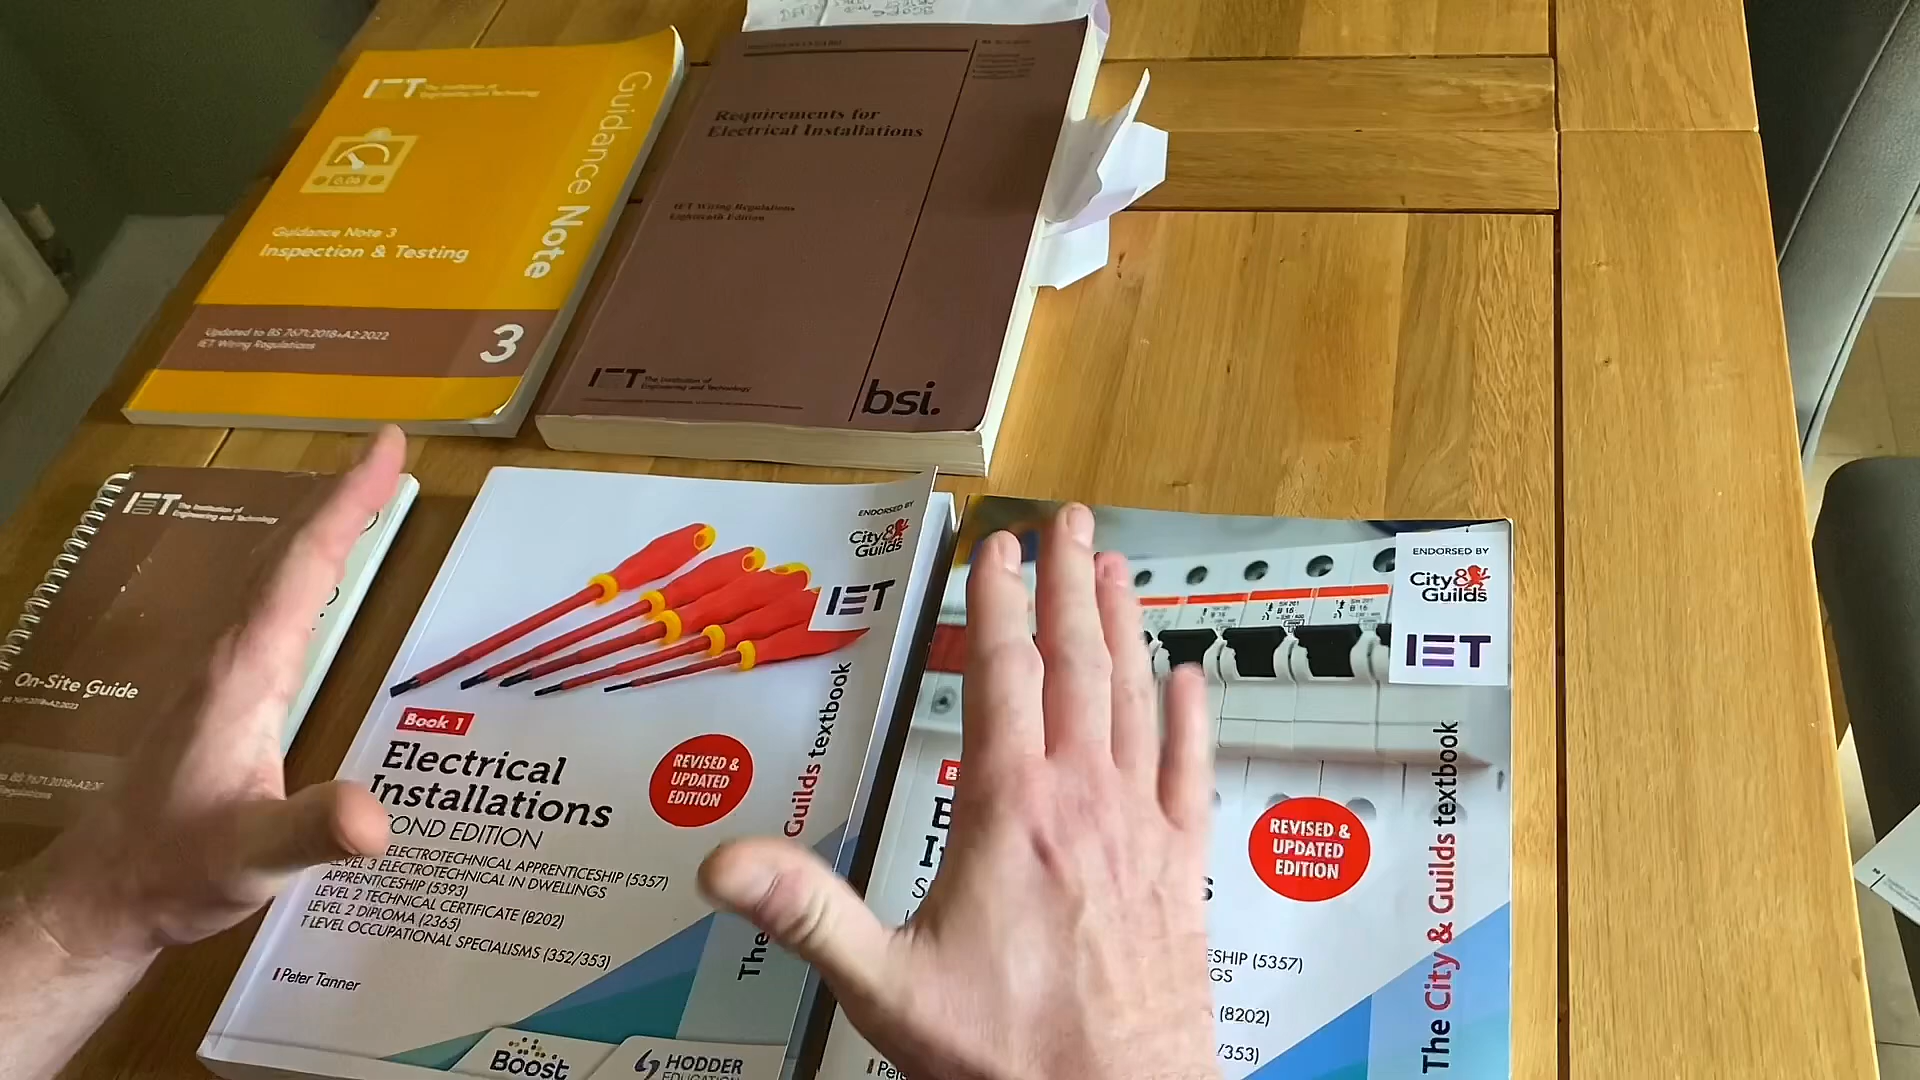 IET The Institution of
Engineering and Technology
Guidance Note
0.06
Guidance Note 3
Inspection & Testing
Updated to BS 7671:2018+A2:2022
IET Wiring Regulations
3
Requirements for
Electrical Installations
IET Wiring Regulations
Eighteenth Edition
IET The Institution of
Engineering and Technology
bsi.
IET The Institution of
Engineering and Technology
On-Site Guide
ENDORSED BY
City & Guilds
IET
Book 1
Electrical
Installations
OND EDITION
REVISED &
UPDATED
EDITION
ELECTROTECHNICAL APPRENTICESHIP (5357)
LEVEL 3 ELECTROTECHNICAL IN DWELLINGS
APPRENTICESHIP (5393)
LEVEL 2 TECHNICAL CERTIFICATE (8202)
LEVEL 2 DIPLOMA (2365)
T LEVEL OCCUPATIONAL SPECIALISMS (352/353)
Peter Tanner
The Guilds textbook
Boost
HODDER
EDUCATION
ENDORSED BY
City & Guilds
IET
REVISED &
UPDATED
EDITION
ESHIP (5357)
GS
(8202)
/353)
The City & Guilds textbook